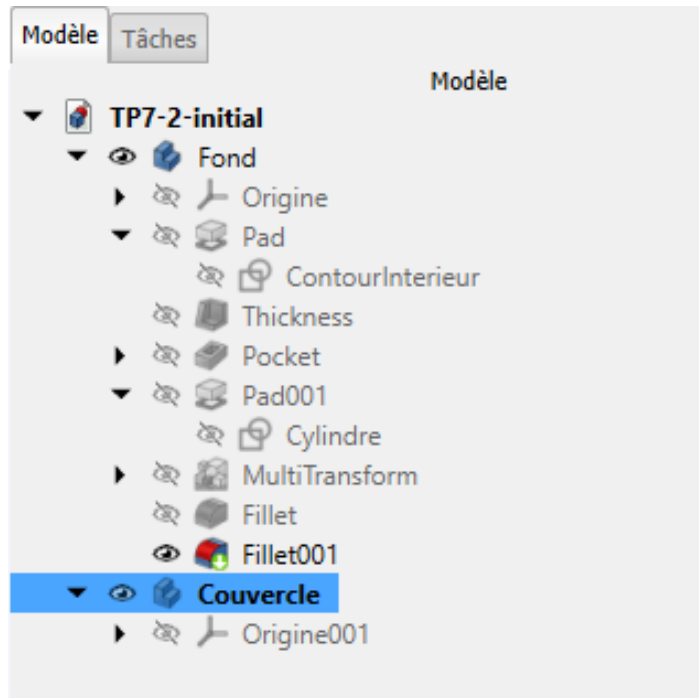 Modèle Tâches
Modèle
TP7-2-initial
Fond
Origine
Pad
ContourInterieur
Thickness
Pocket
Pad001
Cylindre
MultiTransform
Fillet
Fillet001
Couvercle
Origine001